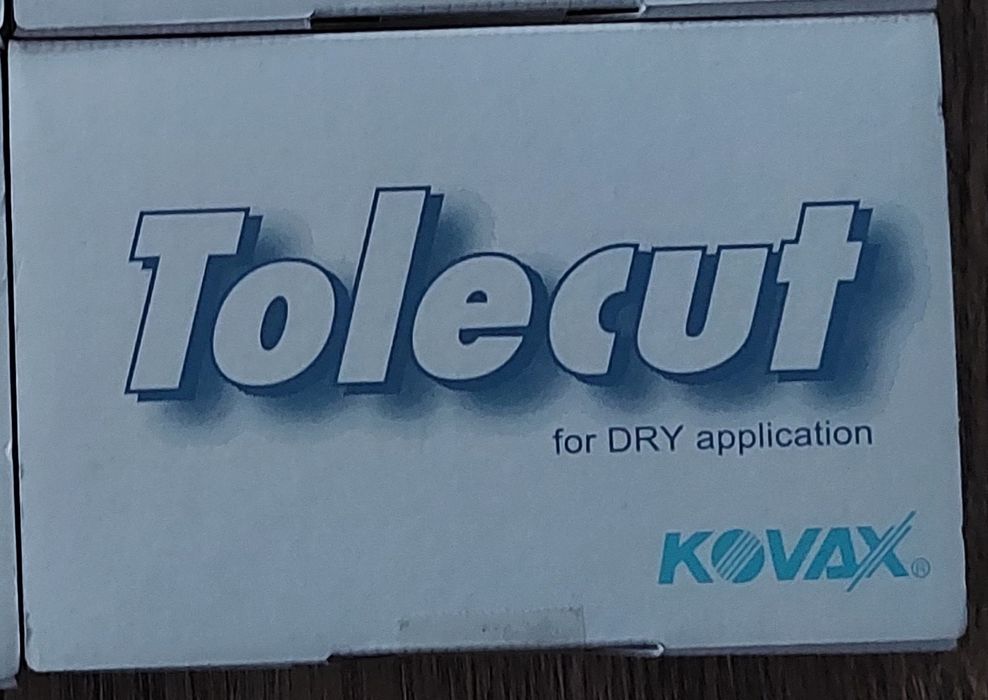 Tolecut
for DRY application
KOVAX®